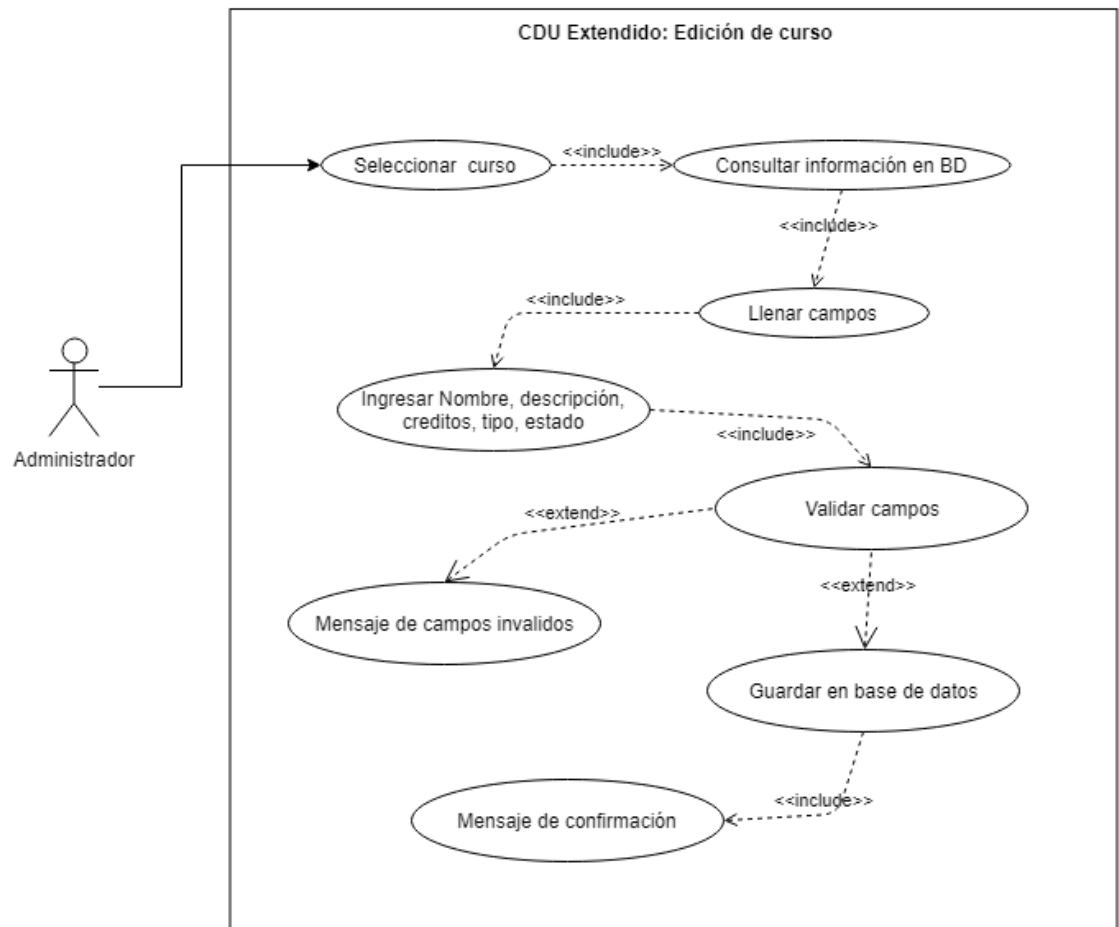 CDU Extendido: Edición de curso
Seleccionar curso
<<include>>
Consultar información en BD
<<include>>
Llenar campos
<<include>>
Ingresar Nombre, descripción,
creditos, tipo, estado
<<include>>
Administrador
Validar campos
<<extend>>
Mensaje de campos invalidos
<<extend>>
Guardar en base de datos
<<include>>
Mensaje de confirmación